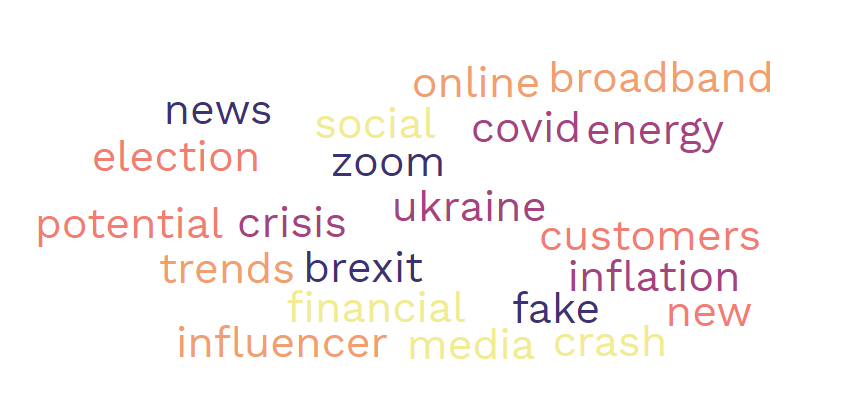 online broadband
news social covid energy
election zoom
ukraine
potential crisis customers
trends brexit inflation
financial fake new
influencer media crash